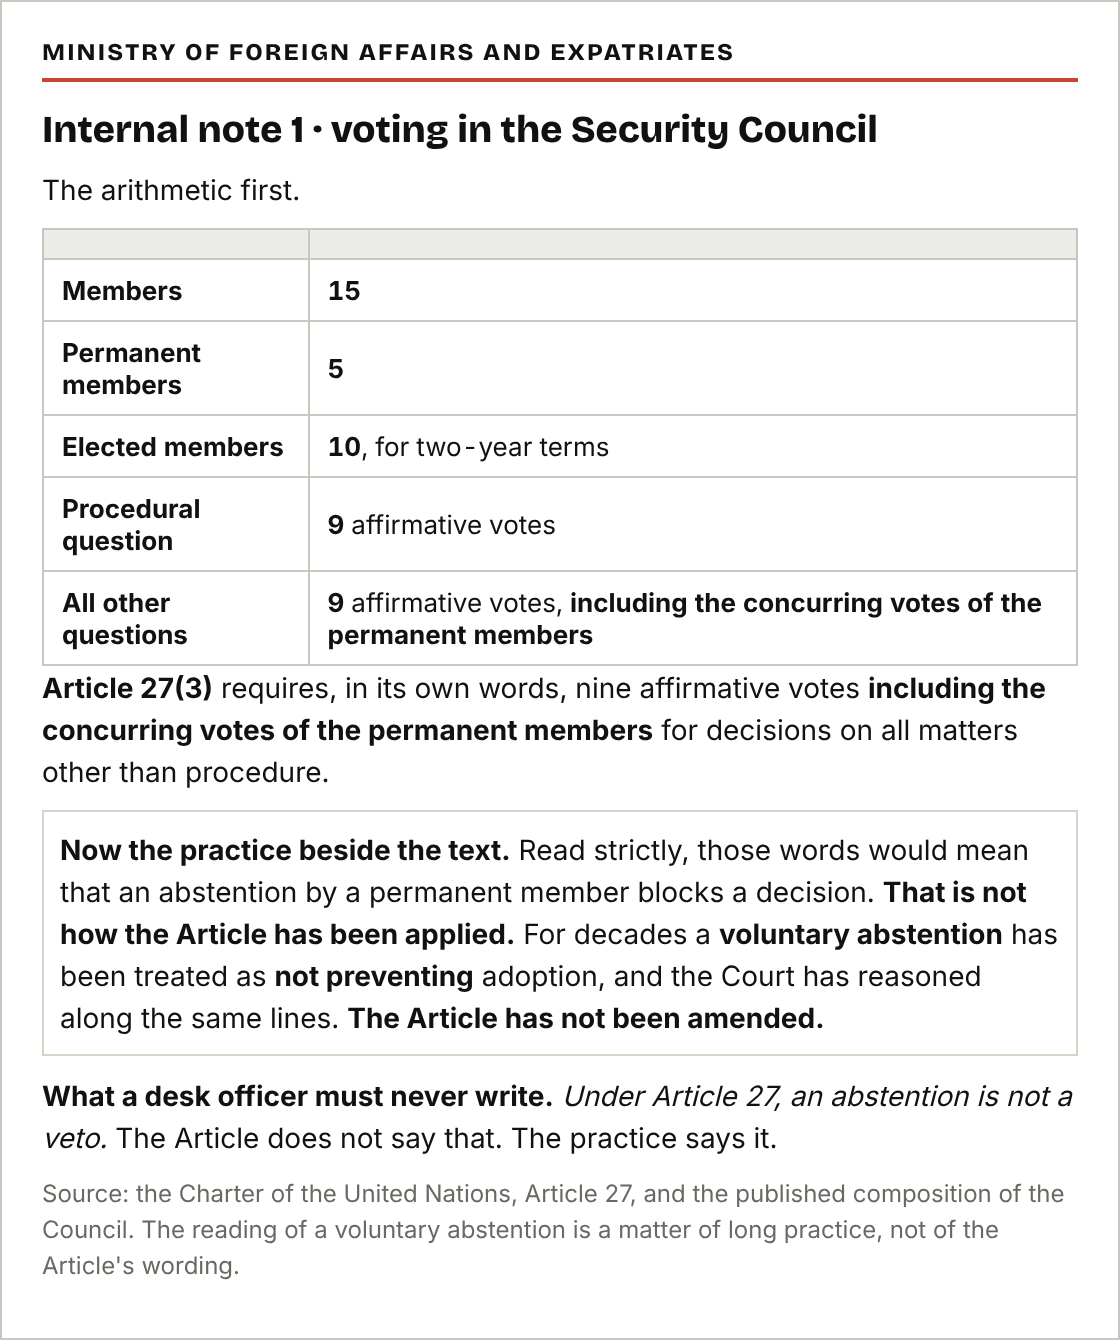 MINISTRY OF FOREIGN AFFAIRS AND EXPATRIATES
Internal note 1 · voting in the Security Council
The arithmetic first.
Members 15
Permanent
members
5
Elected members 10, for two-year terms
Procedural
question
9 affirmative votes
All other
questions
9 affirmative votes, including the concurring votes of the
permanent members
Article 27(3) requires, in its own words, nine affirmative votes including the
concurring votes of the permanent members for decisions on all matters
other than procedure.
Now the practice beside the text. Read strictly, those words would mean
that an abstention by a permanent member blocks a decision. That is not
how the Article has been applied. For decades a voluntary abstention has
been treated as not preventing adoption, and the Court has reasoned
along the same lines. The Article has not been amended.
What a desk officer must never write. Under Article 27, an abstention is not a
veto. The Article does not say that. The practice says it.
Source: the Charter of the United Nations, Article 27, and the published composition of the
Council. The reading of a voluntary abstention is a matter of long practice, not of the
Article's wording.